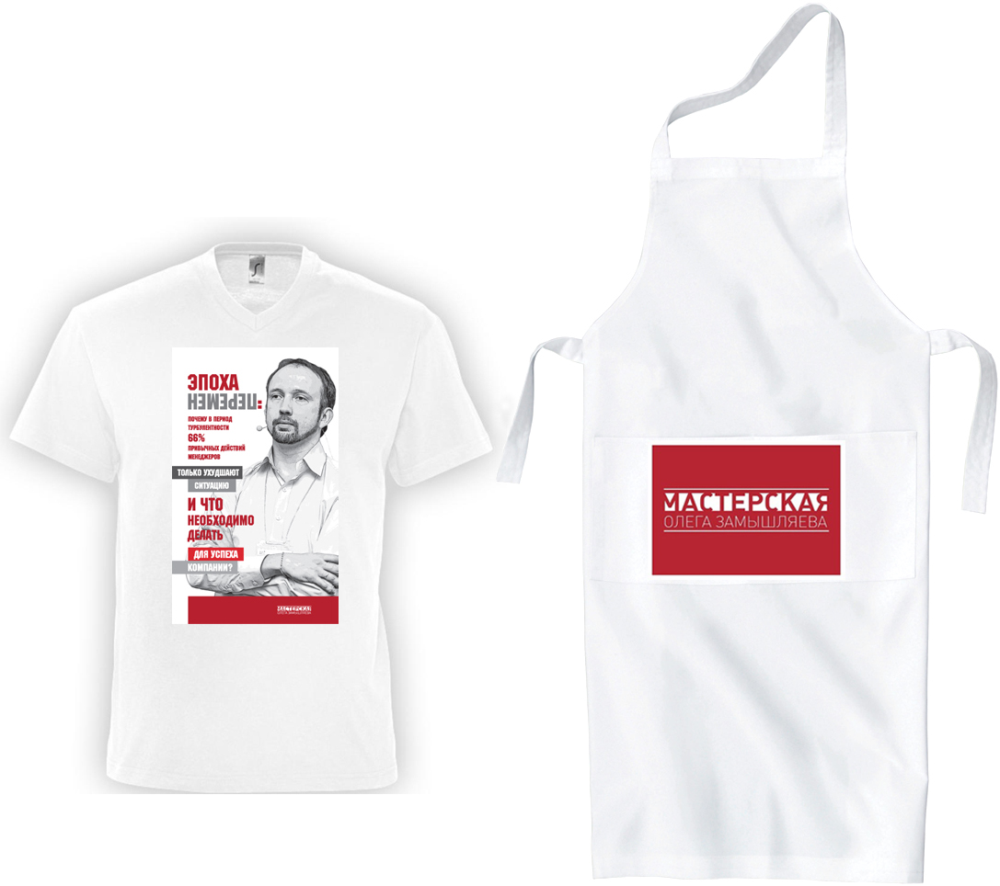 ЭПОХА
ПЕРЕМЕН:
ПОЧЕМУ В ПЕРИОД
ТУРБУЛЕНТНОСТИ
66%
ПРИВЫЧНЫХ ДЕЙСТВИЙ
МЕНЕДЖЕРОВ
ТОЛЬКО УХУДШАЮТ
СИТУАЦИЮ
И ЧТО
НЕОБХОДИМО
ДЕЛАТЬ
ДЛЯ УСПЕХА
КОМПАНИИ?
МАСТЕРСКАЯ
ОЛЕГА ЗАМЫШЛЯЕВА
МАСТЕРСКАЯ
ОЛЕГА ЗАМЫШЛЯЕВА